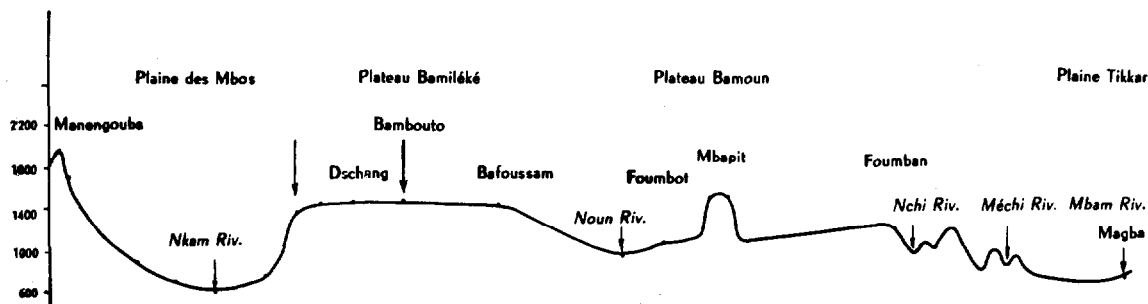 Plaine des Mbos Plateau Bamiléké Plateau Bamoun Plaine Tikkar
2200 Manengouba Bambouto
1800 Dschang Bafoussam Foumbot Mbapit Foumban
1400 Nkam Riv. Noun Riv. Nchi Riv. Méchi Riv. Mbam Riv.
Magba
1000
600